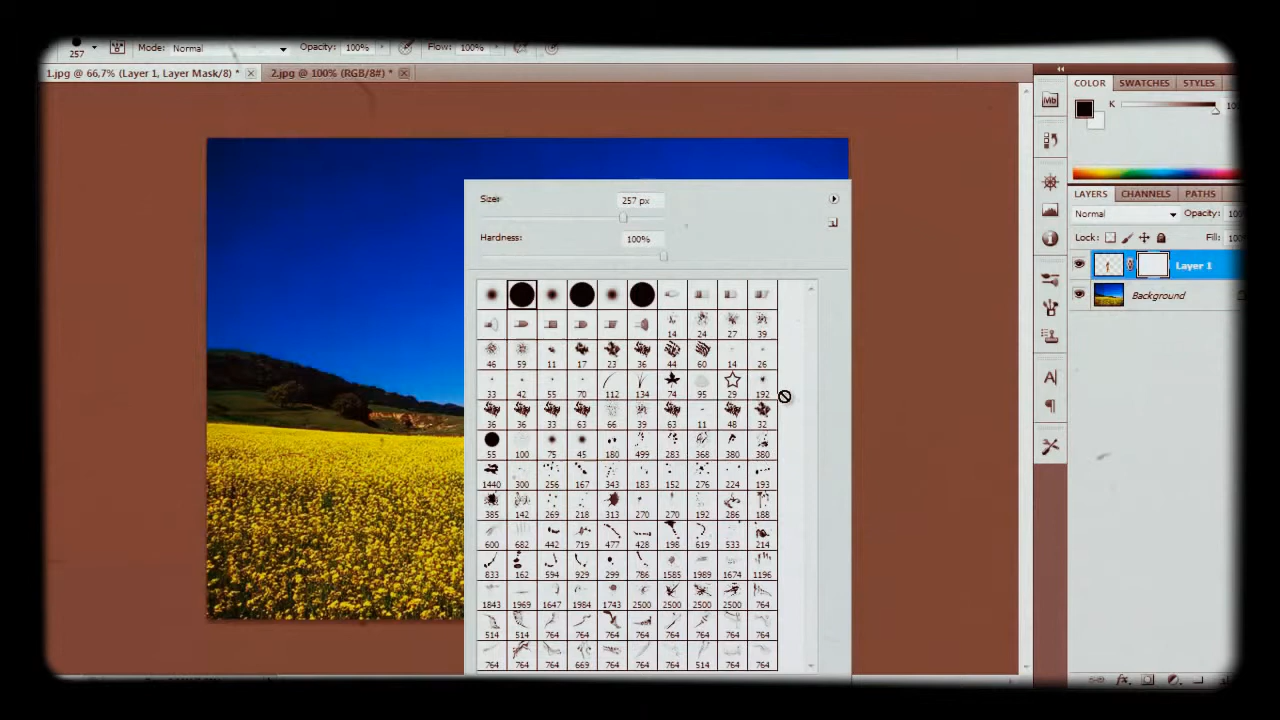 257 Mode: Normal Opacity: 100% Flow: 100%
1.jpg @ 66,7% (Layer 1, Layer Mask/8) * 2.jpg @ 100% (RGB/8#) *
COLOR SWATCHES STYLES
K
LAYERS CHANNELS PATHS
Normal Opacity:
Lock: Fill:
Layer 1
Background
Size: 257 px
Hardness: 100%
14 24 27 39
46 59 11 17 23 36 44 60 14 26
33 42 55 70 112 134 74 95 29 192
36 36 33 63 66 39 63 11 48 32
55 100 75 45 180 499 283 368 380 380
1440 300 256 167 343 183 152 276 224 193
385 142 269 218 313 270 270 192 286 188
600 682 442 719 477 428 198 619 533 214
833 162 594 929 299 786 1585 1989 1674 1196
1843 1969 1647 1984 1743 2500 2500 2500 2500 764
514 514 764 764 764 764 764 764 764 764
764 764 764 669 764 764 764 514 764 764